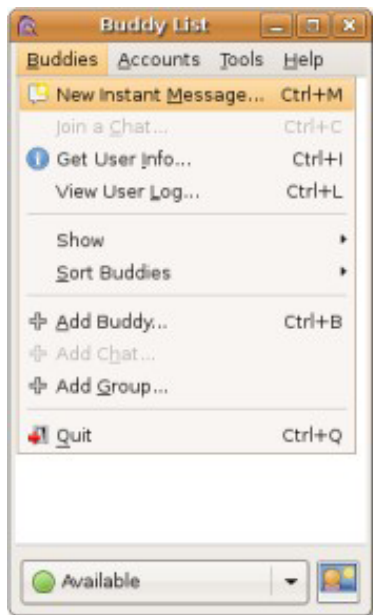 Buddy List
Buddies Accounts Tools Help
New Instant Message... Ctrl+M
Join a Chat... Ctrl+C
Get User Info... Ctrl+I
View User Log... Ctrl+L
Show
Sort Buddies
Add Buddy... Ctrl+B
Add Chat...
Add Group...
Quit Ctrl+Q
Available